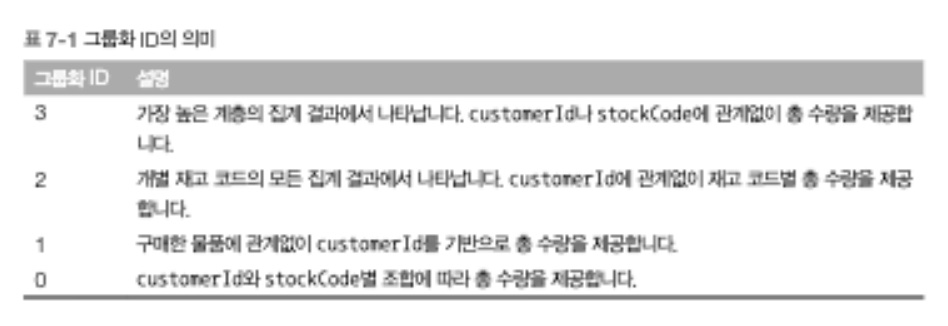 표 7-1 그룹화 ID의 의미
그룹화 ID 설명
3 가장 높은 계층의 집계 결과에서 나타납니다. customerId나 stockCode에 관계없이 총 수량을 제공합
니다.
2 개별 재고 코드의 모든 집계 결과에서 나타납니다. customerId에 관계없이 재고 코드별 총 수량을 제공
합니다.
1 구매한 물품에 관계없이 customerId를 기반으로 총 수량을 제공합니다.
0 customerId와 stockCode별 조합에 따라 총 수량을 제공합니다.